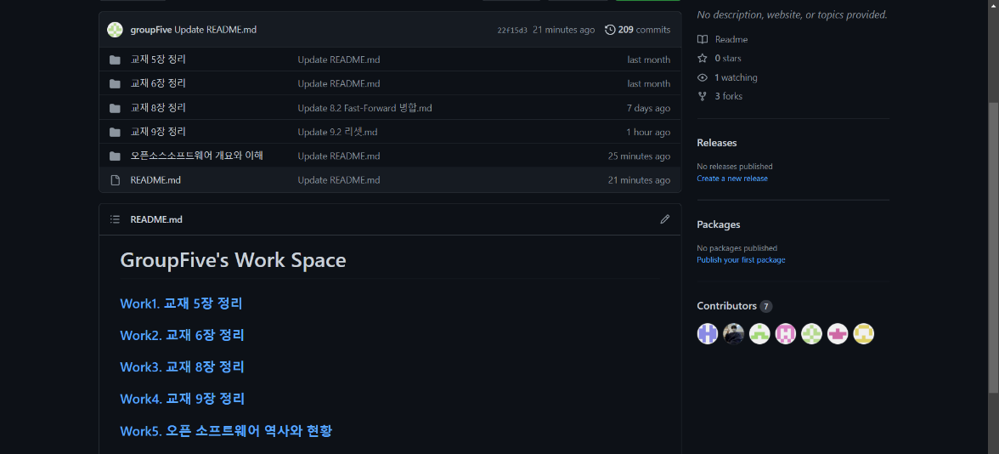 groupFive Update README.md 22f15d3 21 minutes ago 209 commits
교재 5장 정리 Update README.md last month
교재 6장 정리 Update README.md last month
교재 8장 정리 Update 8.2 Fast-Forward 병합.md 7 days ago
교재 9장 정리 Update 9.2 리셋.md 1 hour ago
오픈소스소프트웨어 개요와 이해 Update README.md 25 minutes ago
README.md Update README.md 21 minutes ago
README.md
GroupFive's Work Space
Work1. 교재 5장 정리
Work2. 교재 6장 정리
Work3. 교재 8장 정리
Work4. 교재 9장 정리
Work5. 오픈 소프트웨어 역사와 현황
No description, website, or topics provided.
Readme
0 stars
1 watching
3 forks
Releases
No releases published
Create a new release
Packages
No packages published
Publish your first package
Contributors 7